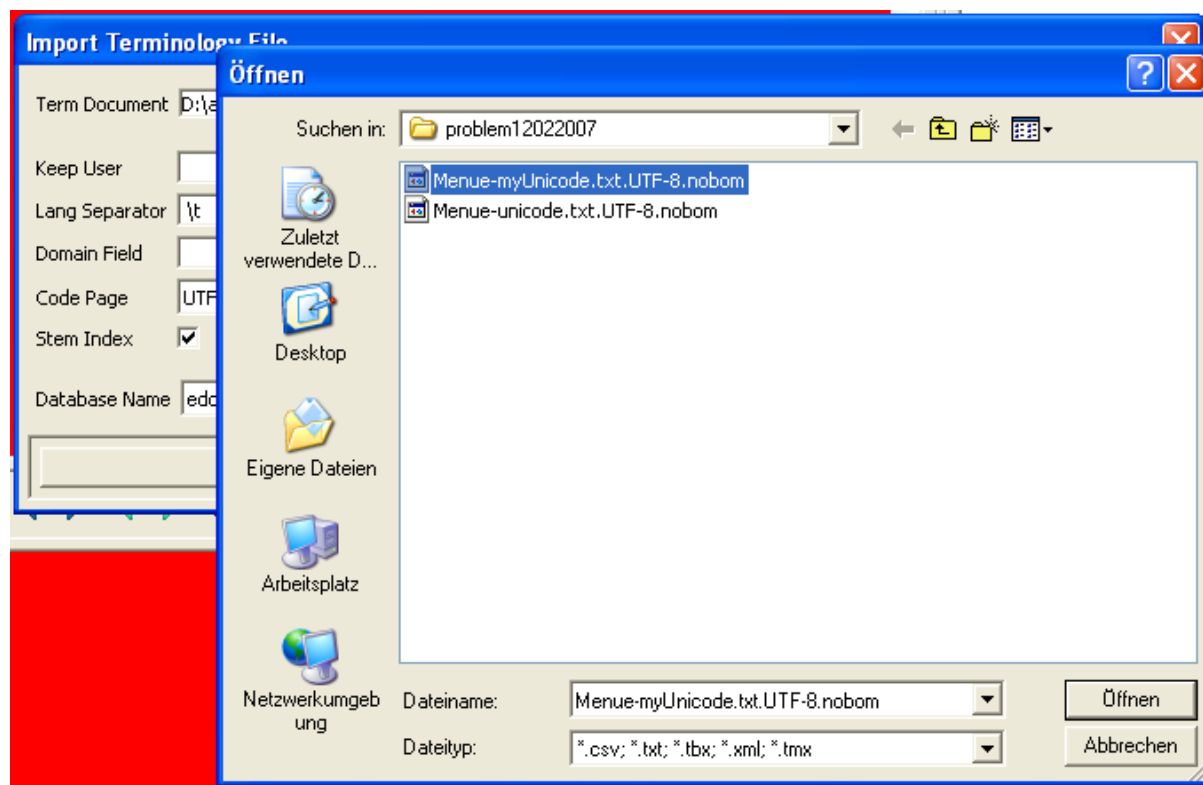 Import Terminology File
Öffnen
Term Document
Suchen in:
problem12022007
Keep User
Lang Separator
\t
Domain Field
Code Page
UTF
Stem Index
Database Name
Menue-myUnicode.txt.UTF-8.nobom
Menue-unicode.txt.UTF-8.nobom
Zuletzt
verwendete D...
Desktop
Eigene Dateien
Arbeitsplatz
Netzwerkumgeb
ung
Dateiname:
Menue-myUnicode.txt.UTF-8.nobom
Öffnen
Dateityp:
*.csv; *.txt; *.tbx; *.xml; *.tmx
Abbrechen